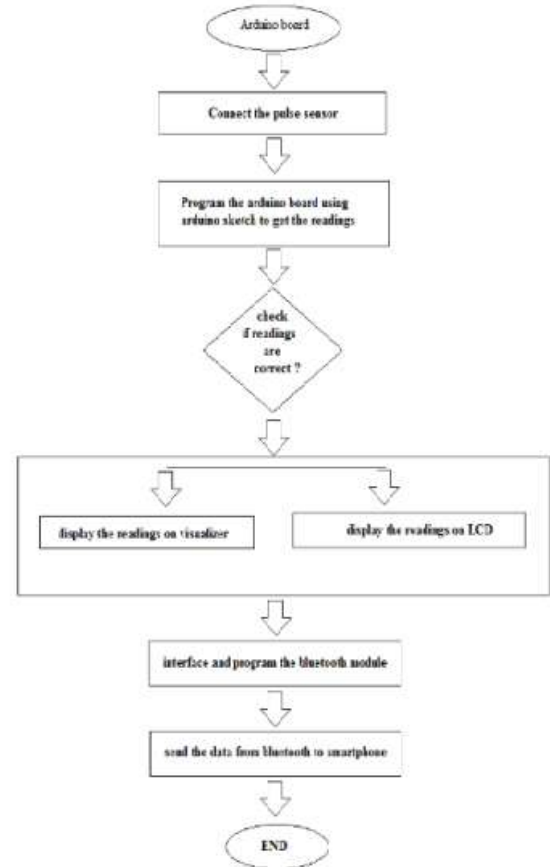 Arduino board
Connect the pulse sensor
Program the arduino board using
arduino sketch to get the readings
check
if readings
are
correct ?
display the readings on visualizer
display the readings on LCD
interface and program the bluetooth module
send the data from bluetooth to smartphone
END